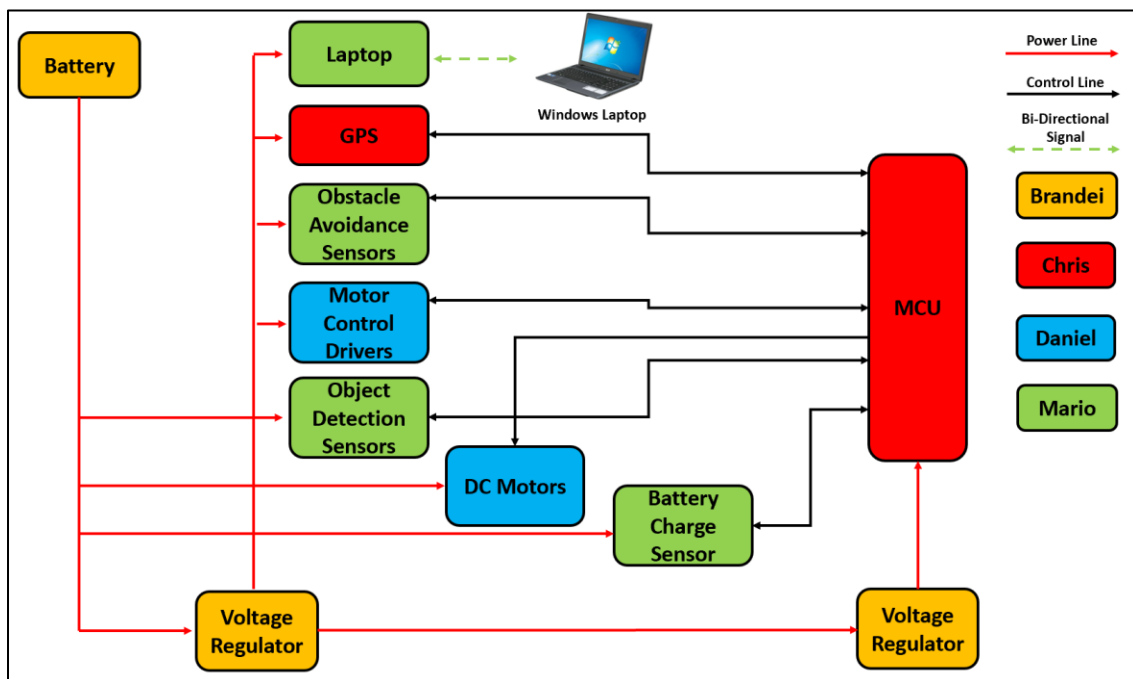 Battery
Laptop
Windows Laptop
GPS
Obstacle
Avoidance
Sensors
Motor
Control
Drivers
Object
Detection
Sensors
DC Motors
Battery
Charge
Sensor
Voltage
Regulator
Voltage
Regulator
MCU
Power Line
Control Line
Bi-Directional
Signal
Brandei
Chris
Daniel
Mario